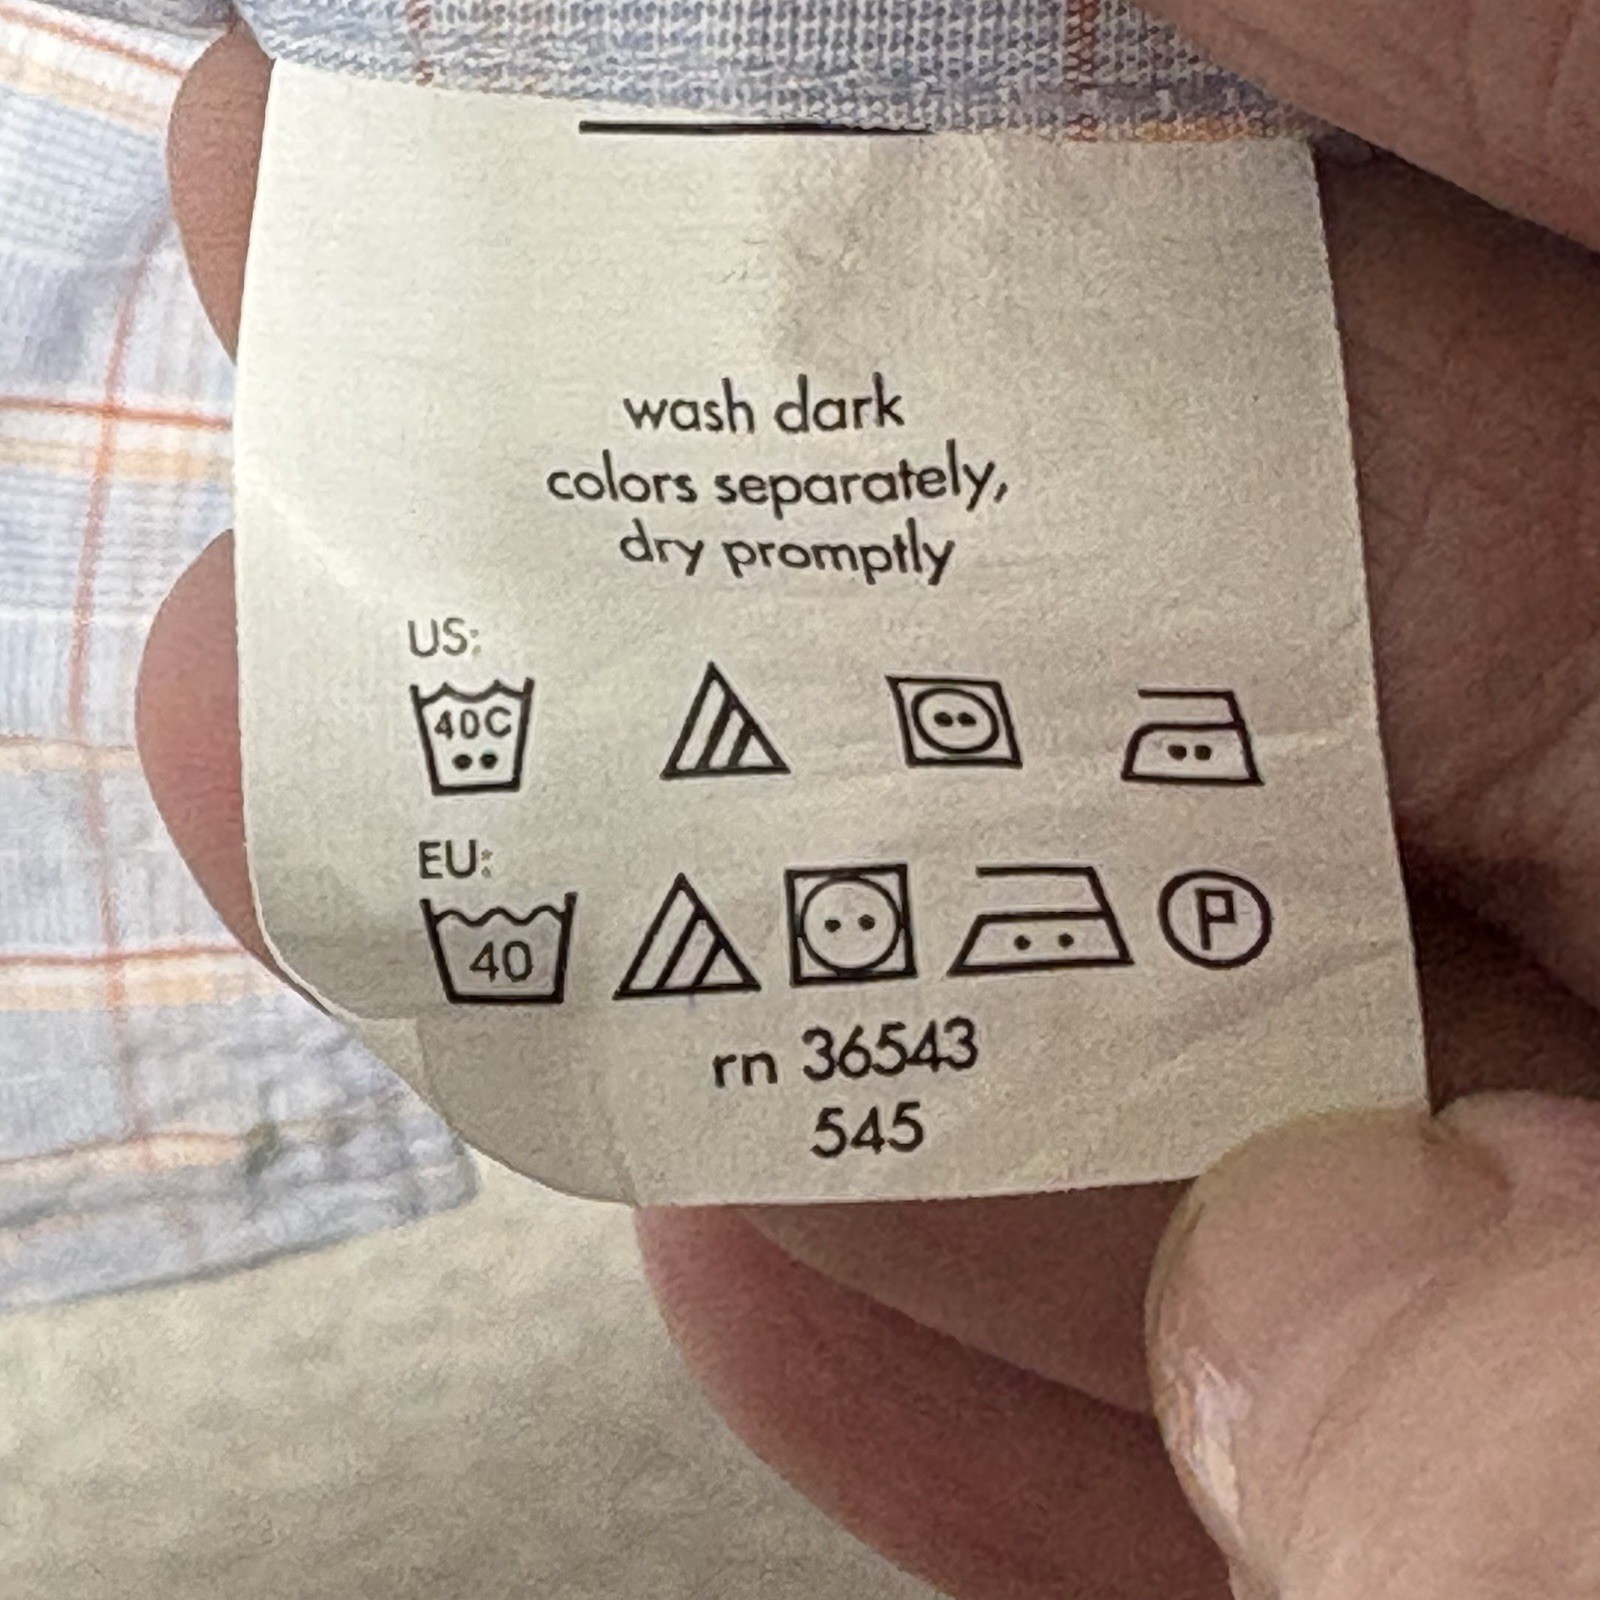 wash dark
colors separately,
dry promptly
US:
40C
EU:
40
P
rn 36543
545